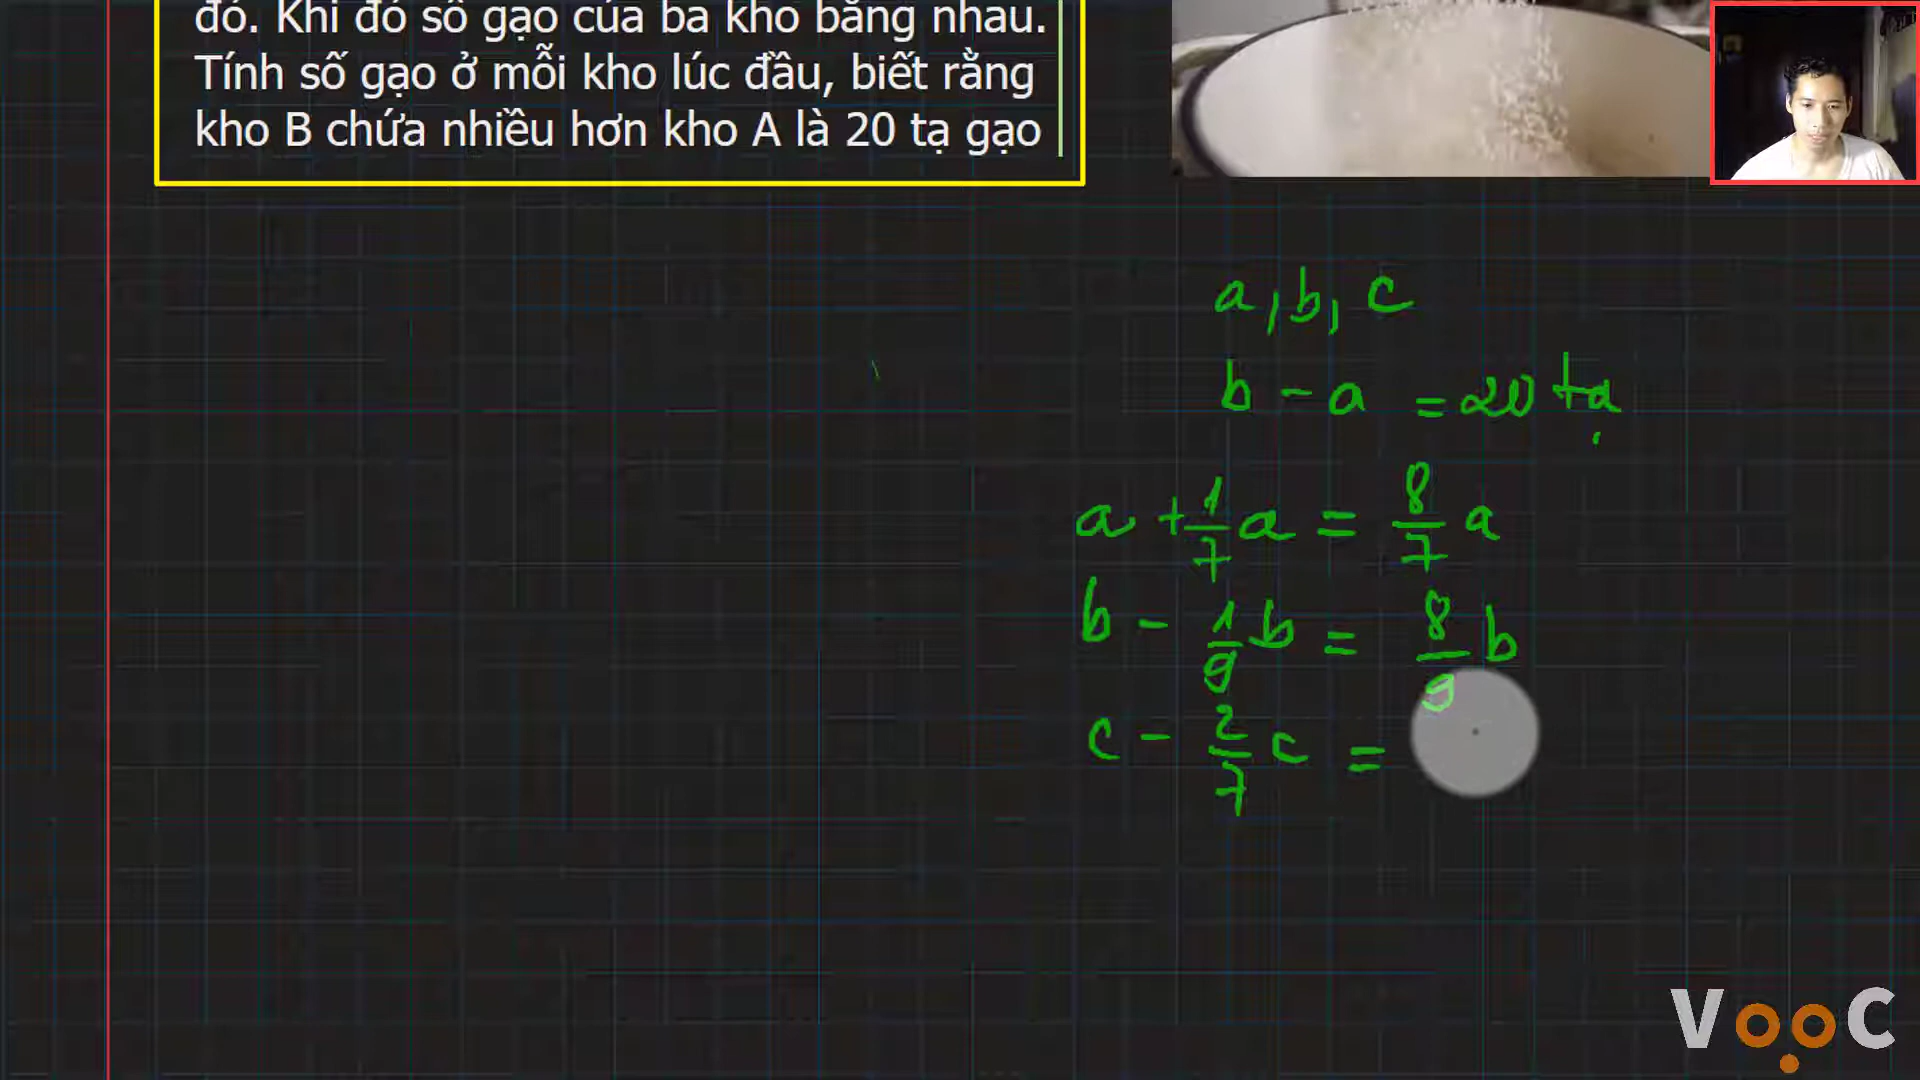 đó. Khi đó số gạo của ba kho bằng nhau.
Tính số gạo ở mỗi kho lúc đầu, biết rằng
kho B chứa nhiều hơn kho A là 20 tạ gạo
a, b, c
b - a = 20 tạ
a + 1/7 a = 8/7 a
b - 1/9 b = 8/9 b
c - 2/7 c =
VooC